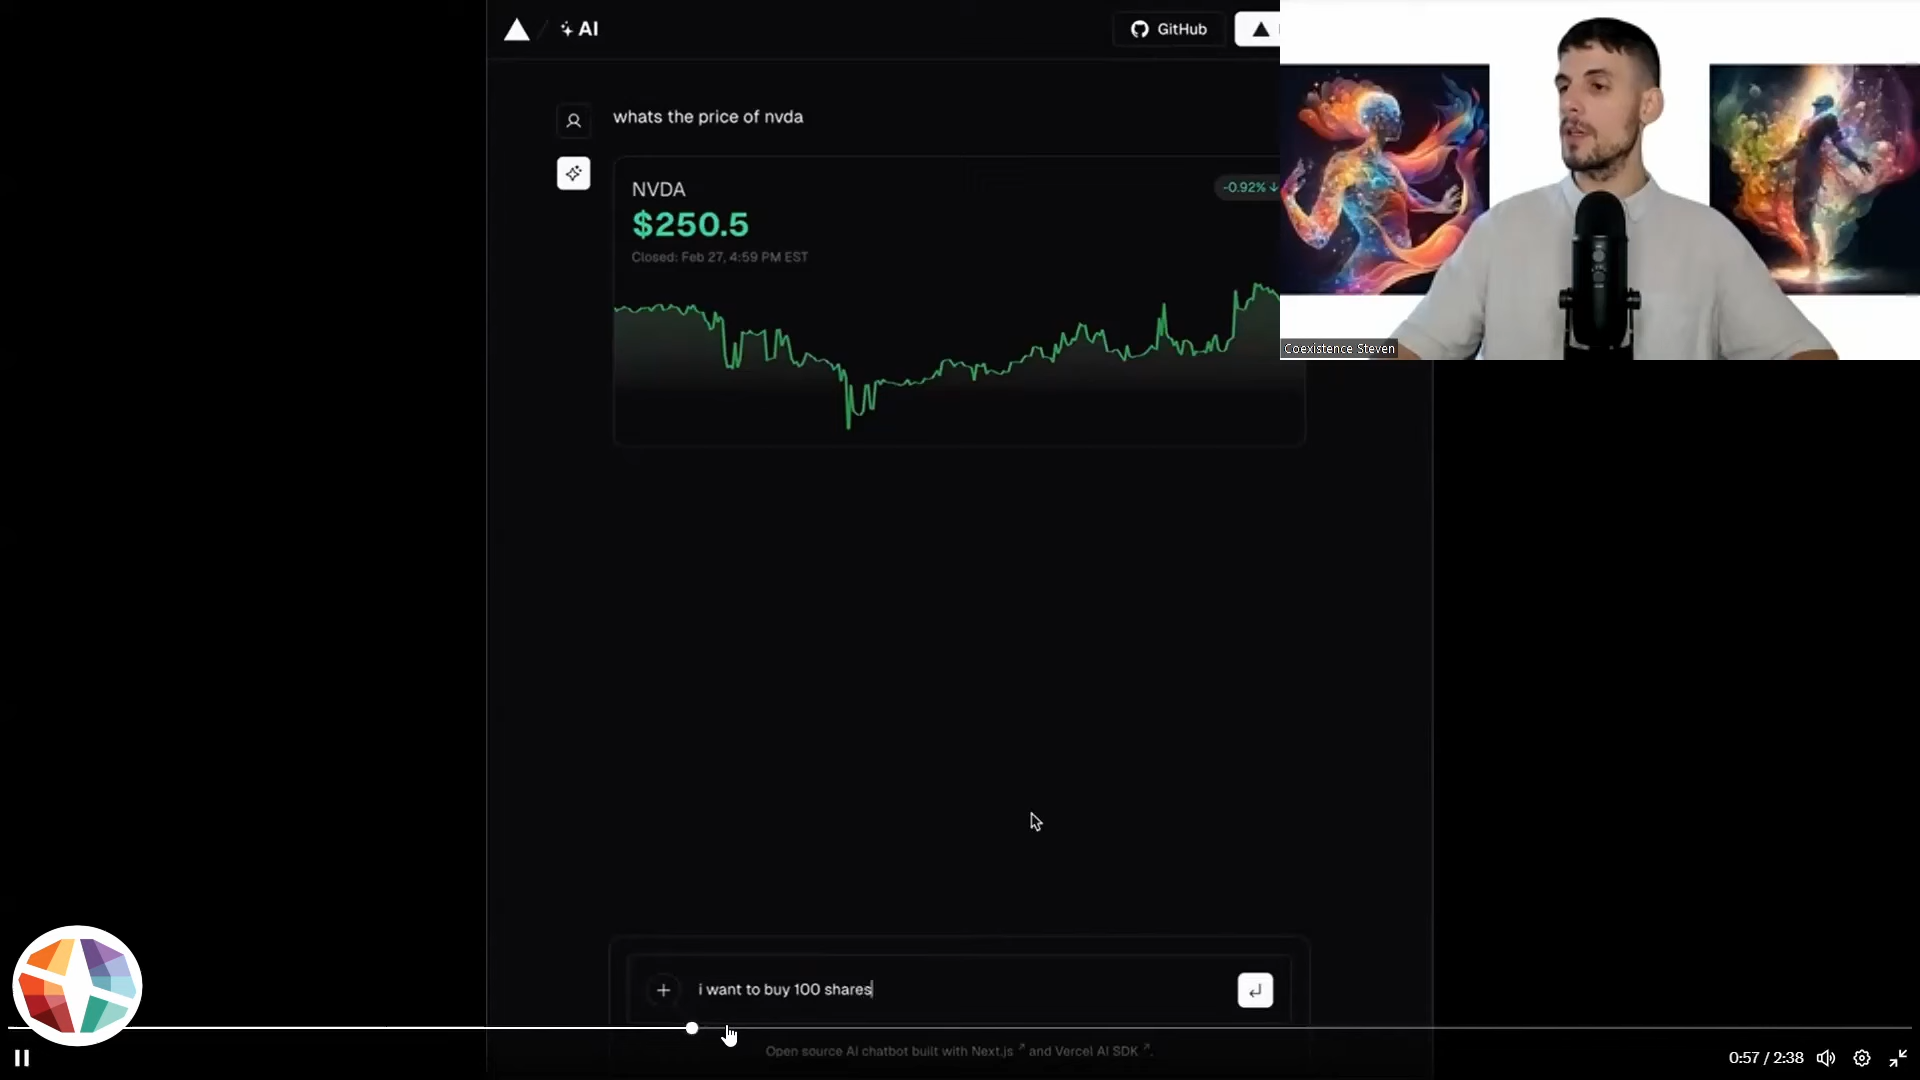 AI
GitHub
whats the price of nvda
NVDA
-0.92% ↓
$250.5
Closed: Feb 27, 4:59 PM EST
Coexistence Steven
i want to buy 100 shares
Open source AI chatbot built with Next.js and Vercel AI SDK.
0:57 / 2:38